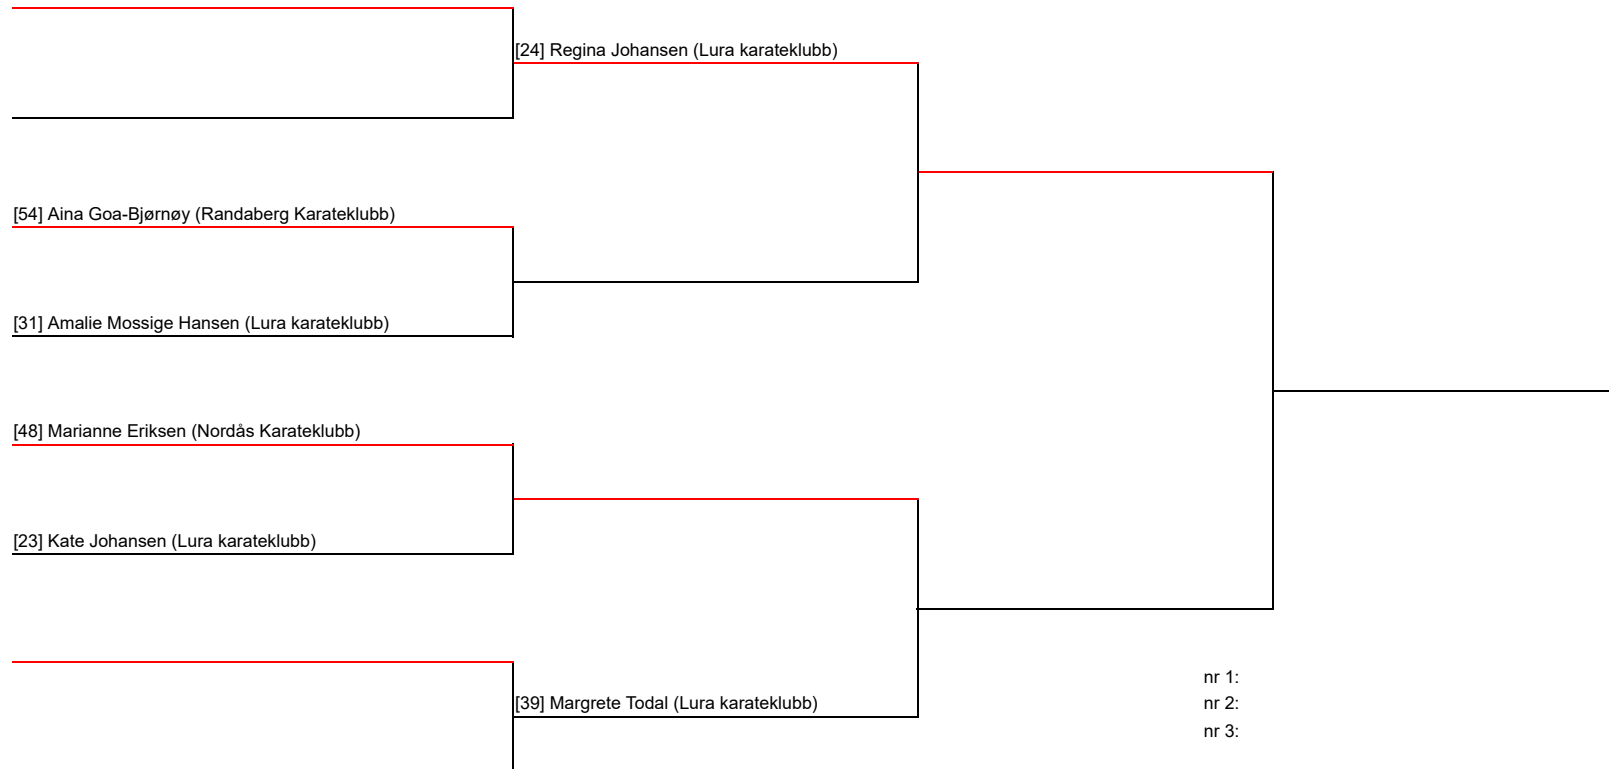 [24] Regina Johansen (Lura karateklubb)
[54] Aina Goa-Bjørnøy (Randaberg Karateklubb)
[31] Amalie Mossige Hansen (Lura karateklubb)
[48] Marianne Eriksen (Nordås Karateklubb)
[23] Kate Johansen (Lura karateklubb)
[39] Margrete Todal (Lura karateklubb)
nr 1:
nr 2:
nr 3: